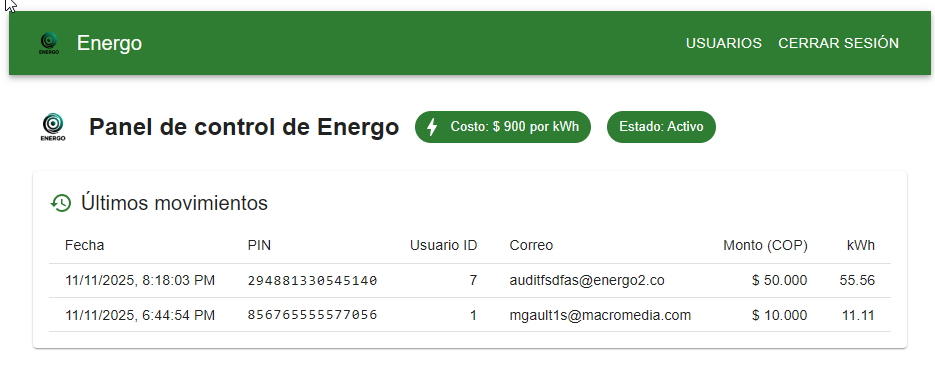 ENERGO Energo USUARIOS CERRAR SESIÓN
ENERGO Panel de control de Energo Costo: $ 900 por kWh Estado: Activo
Últimos movimientos
Fecha PIN Usuario ID Correo Monto (COP) kWh
11/11/2025, 8:18:03 PM 294881330545140 7 auditfsdfas@energo2.co $ 50.000 55.56
11/11/2025, 6:44:54 PM 856765555577056 1 mgault1s@macromedia.com $ 10.000 11.11